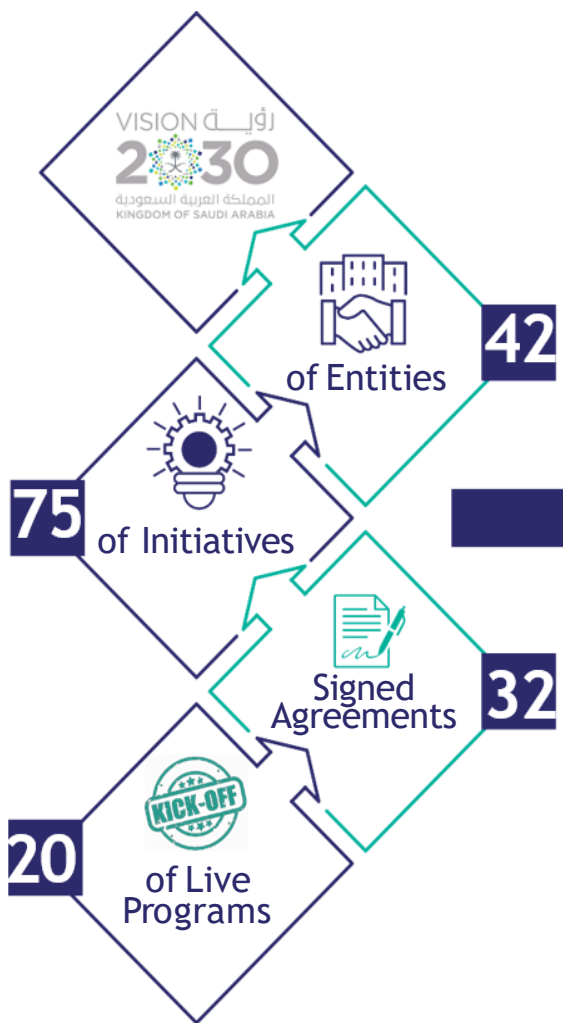 VISION رؤيــــة
2030
المملكة العربية السعودية
KINGDOM OF SAUDI ARABIA
42
of Entities
75
of Initiatives
Signed
Agreements
32
KICK-OFF
20
of Live
Programs